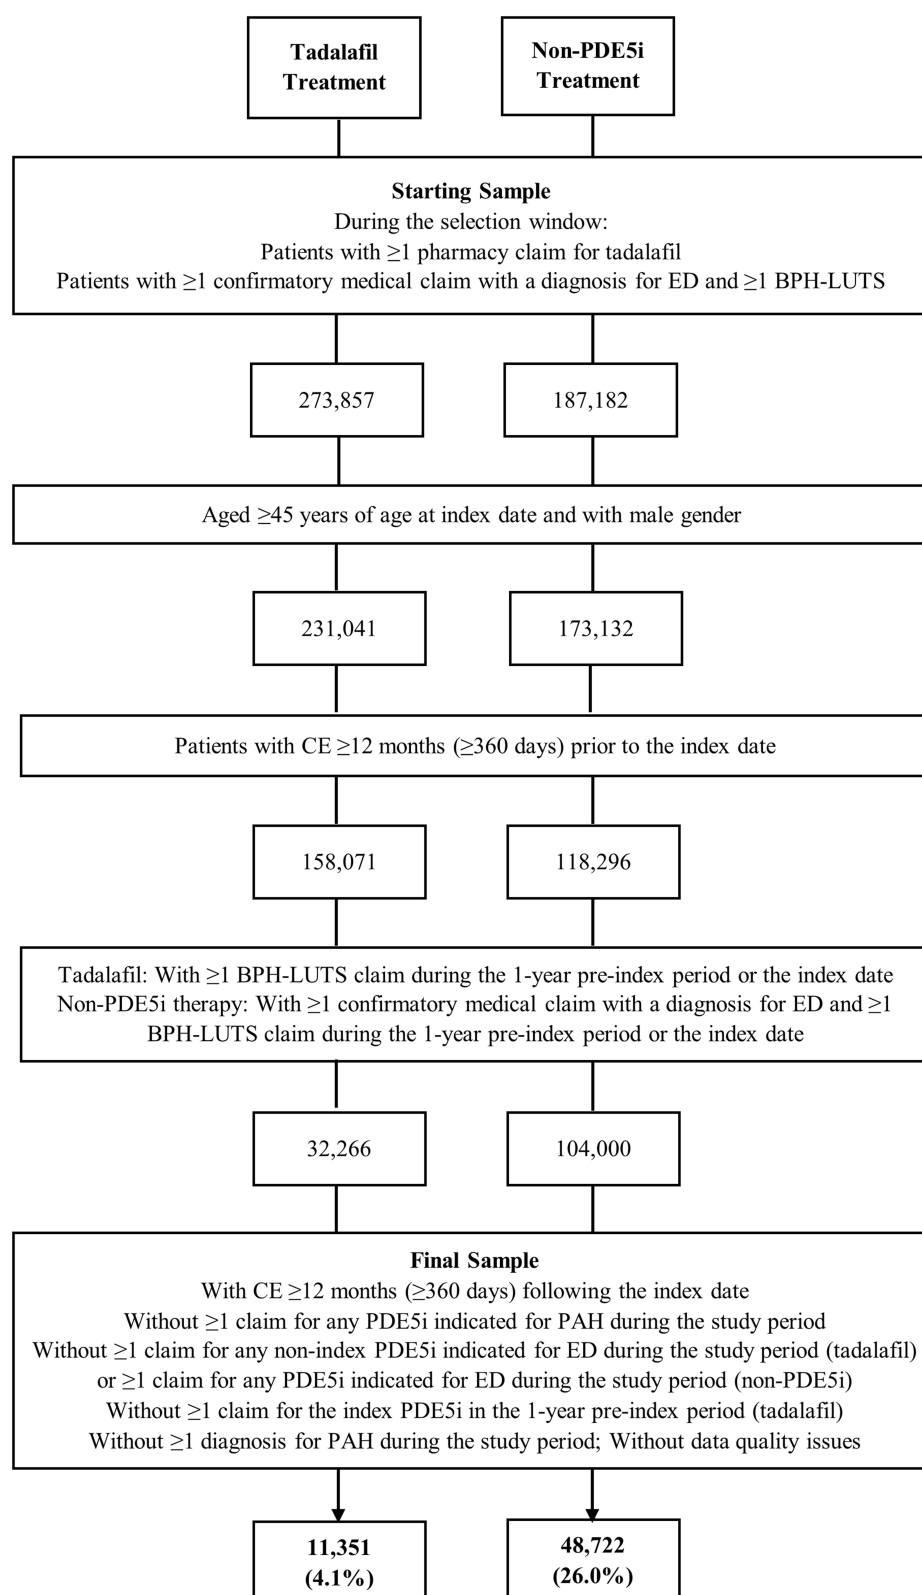 Tadalafil
Treatment
Non-PDE5i
Treatment
Starting Sample
During the selection window:
Patients with ≥1 pharmacy claim for tadalafil
Patients with ≥1 confirmatory medical claim with a diagnosis for ED and ≥1 BPH-LUTS
273,857
187,182
Aged ≥45 years of age at index date and with male gender
231,041
173,132
Patients with CE ≥12 months (≥360 days) prior to the index date
158,071
118,296
Tadalafil: With ≥1 BPH-LUTS claim during the 1-year pre-index period or the index date
Non-PDE5i therapy: With ≥1 confirmatory medical claim with a diagnosis for ED and ≥1
BPH-LUTS claim during the 1-year pre-index period or the index date
32,266
104,000
Final Sample
With CE ≥12 months (≥360 days) following the index date
Without ≥1 claim for any PDE5i indicated for PAH during the study period
Without ≥1 claim for any non-index PDE5i indicated for ED during the study period (tadalafil)
or ≥1 claim for any PDE5i indicated for ED during the study period (non-PDE5i)
Without ≥1 claim for the index PDE5i in the 1-year pre-index period (tadalafil)
Without ≥1 diagnosis for PAH during the study period; Without data quality issues
11,351
(4.1%)
48,722
(26.0%)